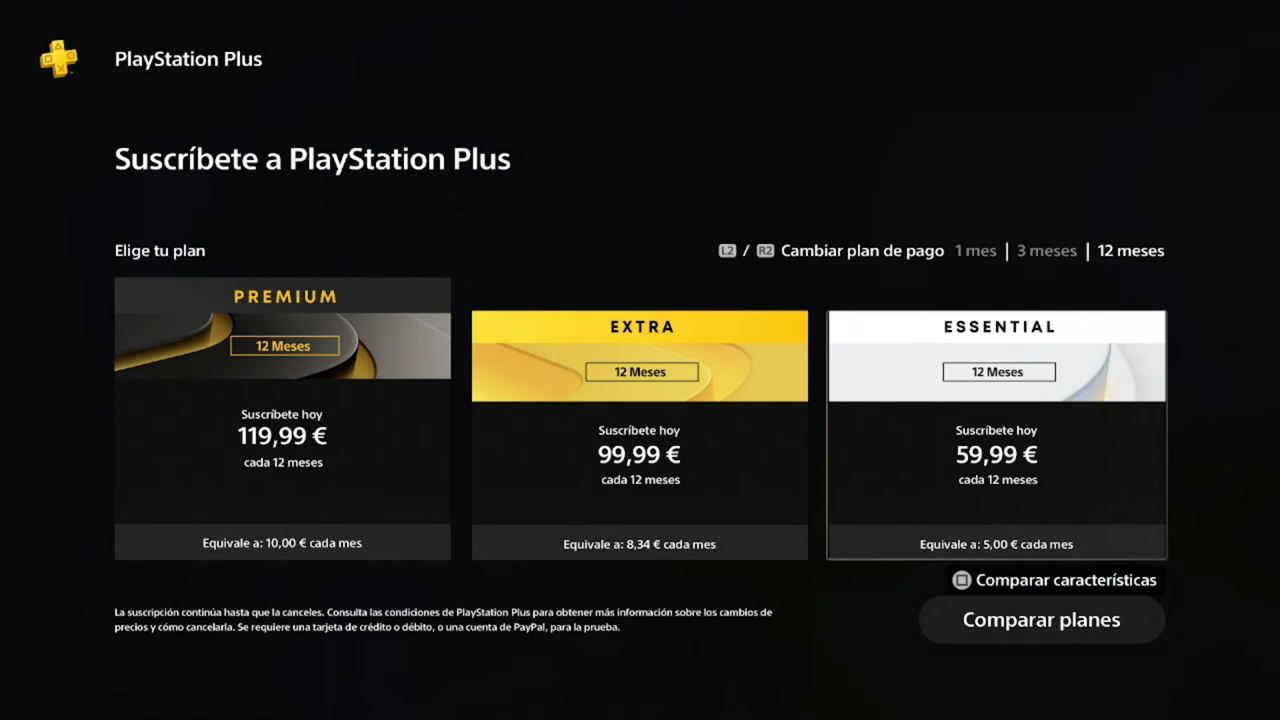 PlayStation Plus
Suscríbete a PlayStation Plus
Elige tu plan
L2 / R2 Cambiar plan de pago 1 mes | 3 meses | 12 meses
PREMIUM
12 Meses
Suscríbete hoy
119,99 €
cada 12 meses
Equivale a: 10,00 € cada mes
EXTRA
12 Meses
Suscríbete hoy
99,99 €
cada 12 meses
Equivale a: 8,34 € cada mes
ESSENTIAL
12 Meses
Suscríbete hoy
59,99 €
cada 12 meses
Equivale a: 5,00 € cada mes
Comparar características
Comparar planes
La suscripción continúa hasta que la canceles. Consulta las condiciones de PlayStation Plus para obtener más información sobre los cambios de
precios y cómo cancelarla. Se requiere una tarjeta de crédito o débito, o una cuenta de PayPal, para la prueba.